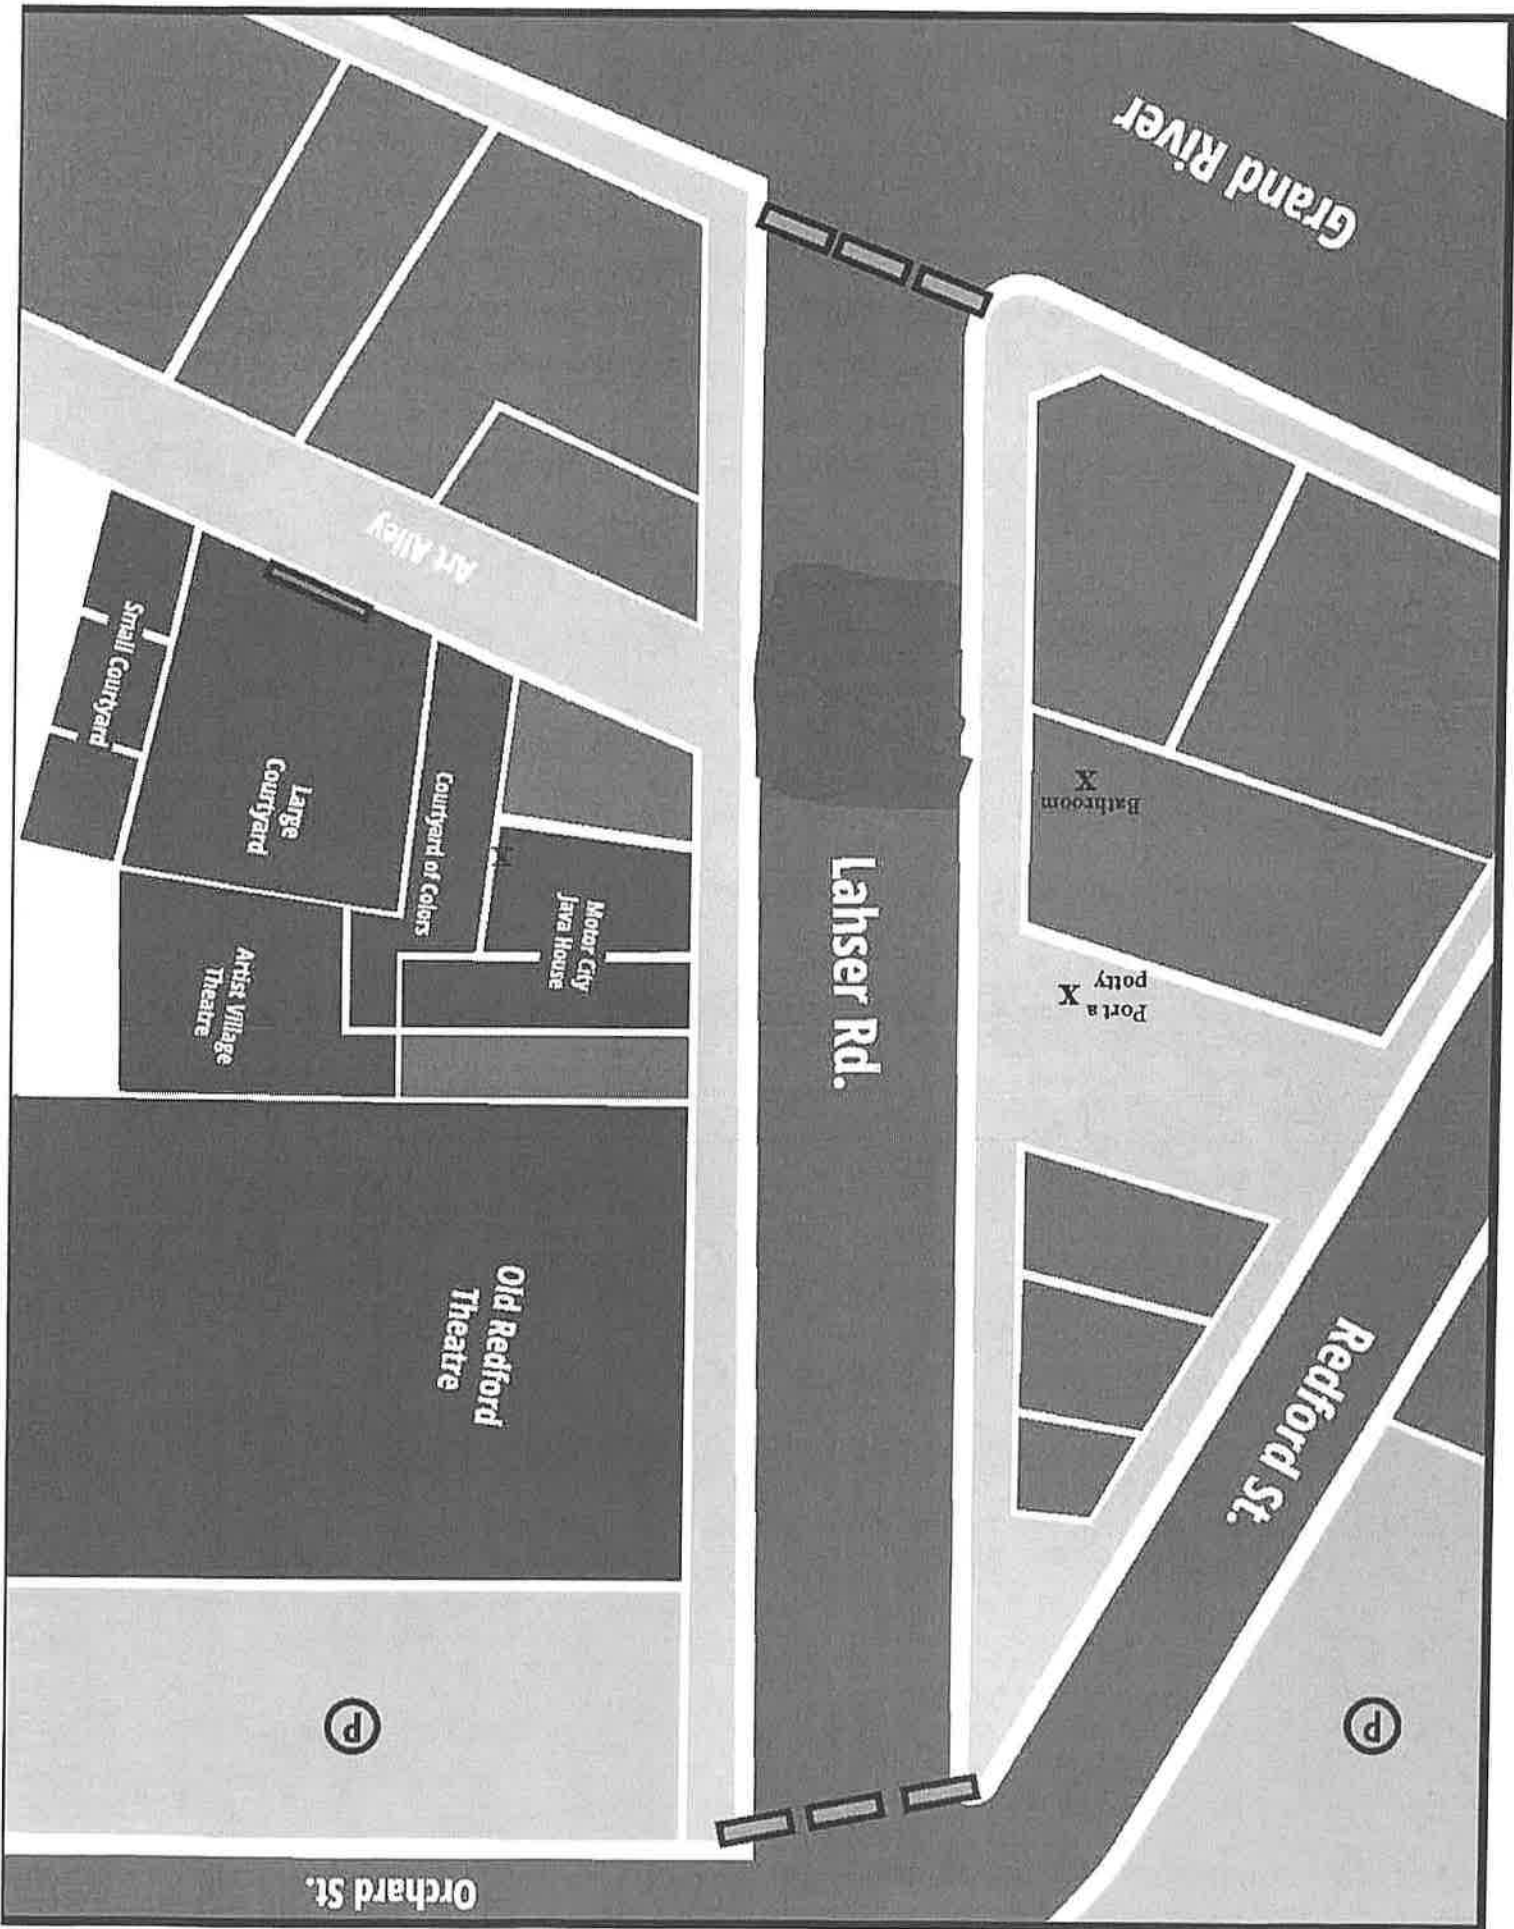 Orchard St.
P
P
Redford St.
Old Redford
Theatre
Lahser Rd.
Port a
potty
X
Bathroom
X
Artist Village
Theatre
Motor City
Java House
Courtyard of Colors
Large
Courtyard
Small Courtyard
Art Alley
Grand River